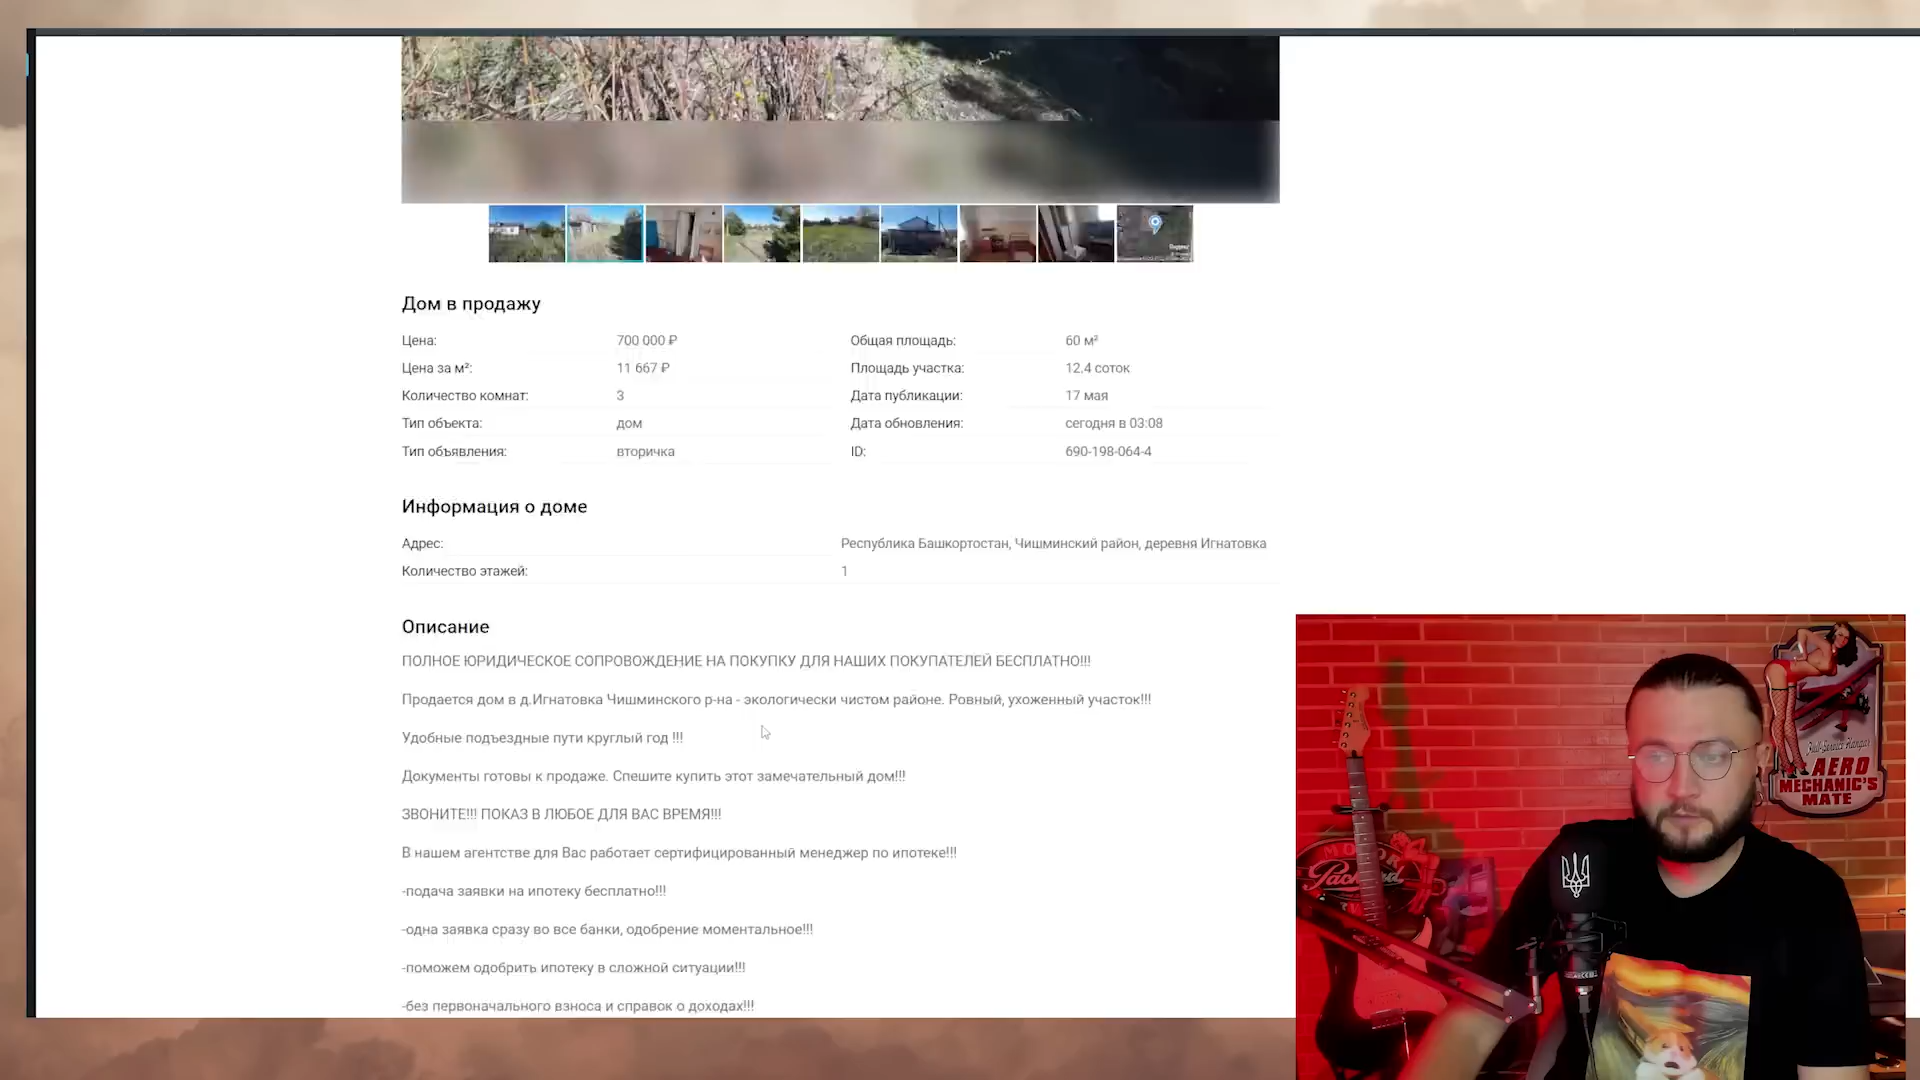 Дом в продажу
Цена: 700 000 ₽ Общая площадь: 60 м²
Цена за м²: 11 667 ₽ Площадь участка: 12.4 соток
Количество комнат: 3 Дата публикации: 17 мая
Тип объекта: дом Дата обновления: сегодня в 03:08
Тип объявления: вторичка ID: 690-198-064-4
Информация о доме
Адрес: Республика Башкортостан, Чишминский район, деревня Игнатовка
Количество этажей: 1
Описание
ПОЛНОЕ ЮРИДИЧЕСКОЕ СОПРОВОЖДЕНИЕ НА ПОКУПКУ ДЛЯ НАШИХ ПОКУПАТЕЛЕЙ БЕСПЛАТНО!!!
Продается дом в д.Игнатовка Чишминского р-на - экологически чистом районе. Ровный, ухоженный участок!!!
Удобные подъездные пути круглый год !!!
Документы готовы к продаже. Спешите купить этот замечательный дом!!!
ЗВОНИТЕ!!! ПОКАЗ В ЛЮБОЕ ДЛЯ ВАС ВРЕМЯ!!!
В нашем агентстве для Вас работает сертифицированный менеджер по ипотеке!!!
-подача заявки на ипотеку бесплатно!!!
-одна заявка сразу во все банки, одобрение моментальное!!!
-поможем одобрить ипотеку в сложной ситуации!!!
-без первоначального взноса и справок о доходах!!!
AERO
MECHANIC'S
MATE
MOTOR
Packard